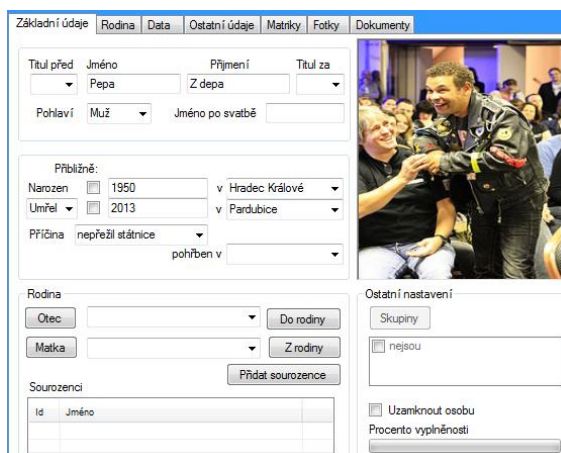 Základní údaje Rodina Data Ostatní údaje Matriky Fotky Dokumenty
Titul před Jméno Příjmení Titul za
Pepa Z depa
Pohlaví Muž Jméno po svatbě
Přibližně:
Narozen 1950 v Hradec Králové
Umřel 2013 v Pardubice
Příčina nepřežil státnice
pohřben v
Rodina
Otec Do rodiny
Matka Z rodiny
Přidat sourozence
Sourozenci
Id Jméno
Ostatní nastavení
Skupiny
nejsou
Uzamknout osobu
Procento vyplněnosti